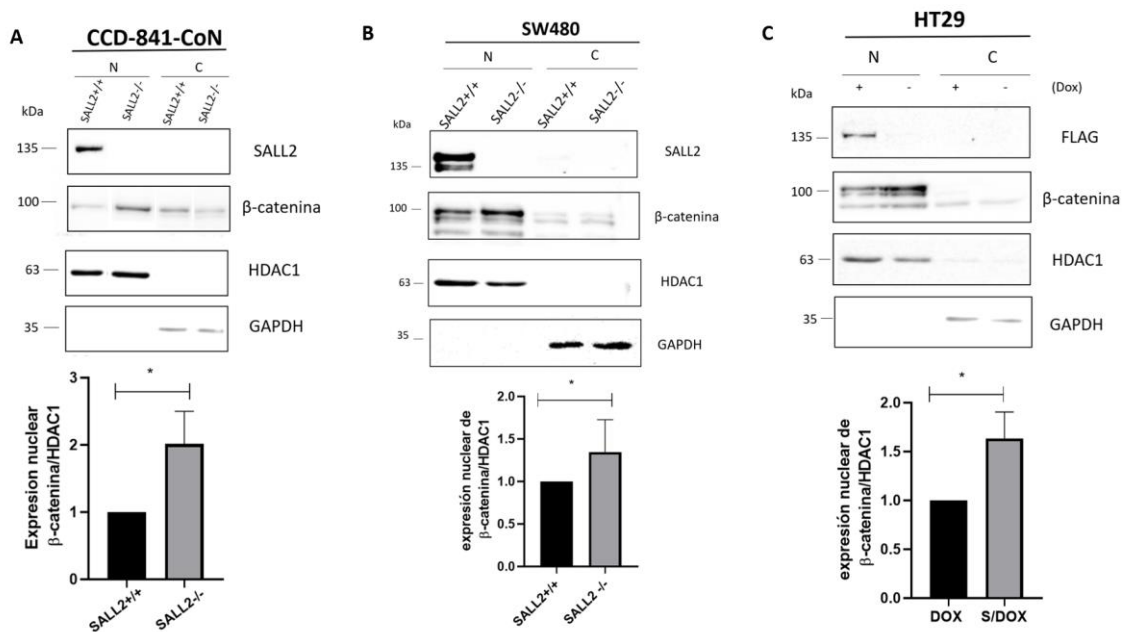 A
CCD-841-CoN
N C
SALL2+/+ SALL2-/- SALL2+/+ SALL2-/-
kDa
135 SALL2
100 β-catenina
63 HDAC1
35 GAPDH
Expresion nuclear
β-catenina/HDAC1
3
2
1
0
*
SALL2+/+ SALL2-/-
B
SW480
N C
SALL2+/+ SALL2-/- SALL2+/+ SALL2-/-
kDa
135 SALL2
100 β-catenina
63 HDAC1
35 GAPDH
expresión nuclear de
β-catenina/HDAC1
2.0
1.5
1.0
0.5
0.0
*
SALL2+/+ SALL2 -/-
C
HT29
N C
kDa + - + - (Dox)
135 FLAG
100 β-catenina
63 HDAC1
35 GAPDH
expresión nuclear de
β-catenina/HDAC1
2.0
1.5
1.0
0.5
0.0
*
DOX S/DOX